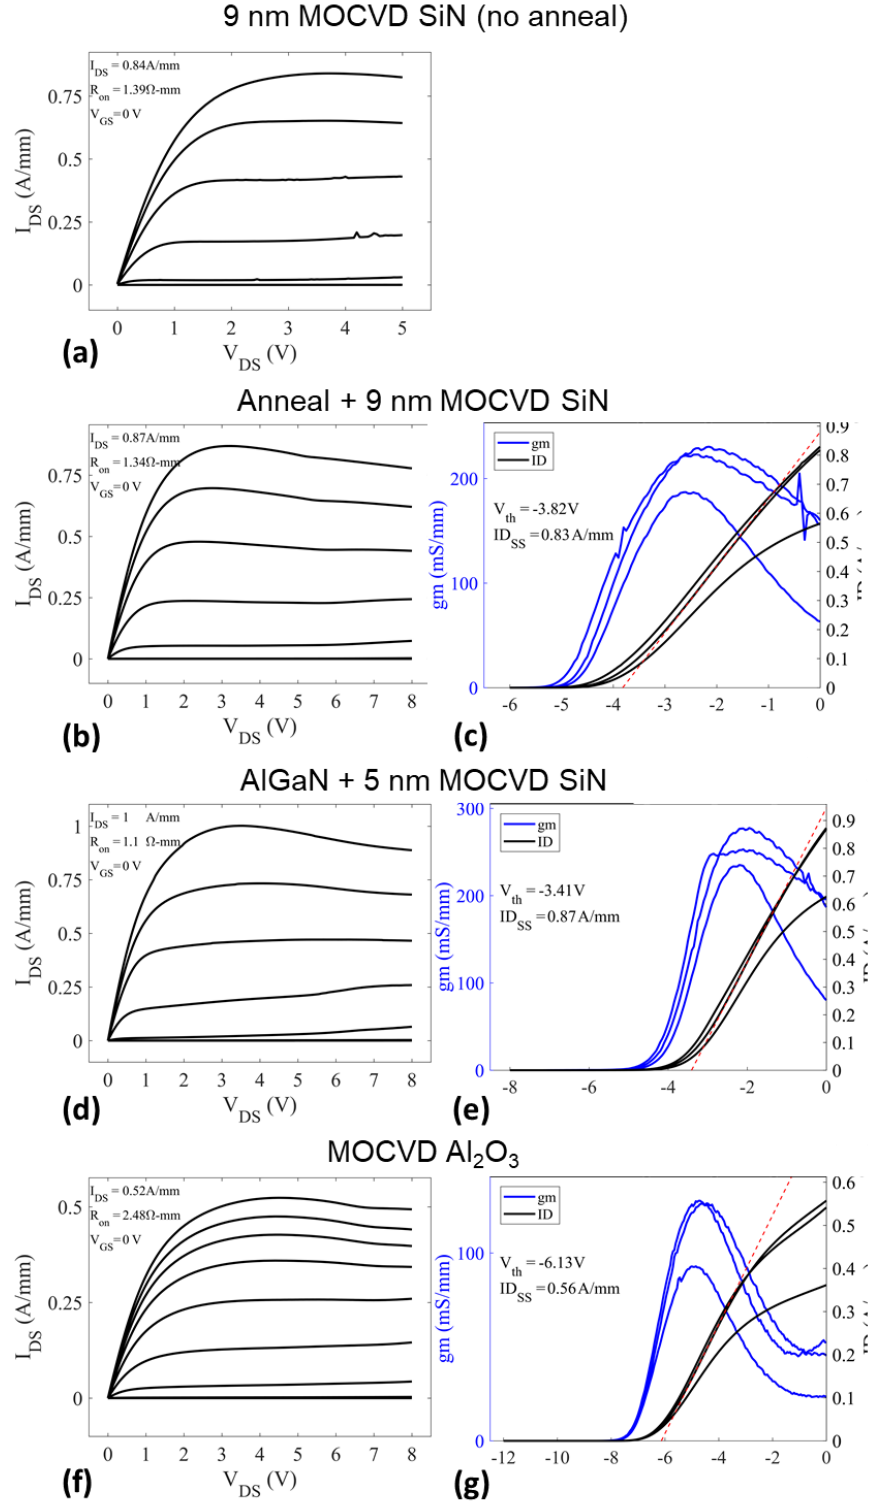 9 nm MOCVD SiN (no anneal)
I_DS = 0.84A/mm
R_on = 1.39Ω-mm
V_GS=0 V
0.75
0.5
0.25
0
I_DS (A/mm)
0 1 2 3 4 5
V_DS (V)
(a)
Anneal + 9 nm MOCVD SiN
I_DS = 0.87A/mm
R_on = 1.34Ω-mm
V_GS=0 V
0.75
0.5
0.25
0
I_DS (A/mm)
0 1 2 3 4 5 6 7 8
V_DS (V)
(b)
gm
ID
V_th = -3.82V
ID_SS = 0.83A/mm
200
100
0
gm (mS/mm)
0.9
0.8
0.7
0.6
0.5
0.4
0.3
0.2
0.1
0
-6 -5 -4 -3 -2 -1 0
(c)
AlGaN + 5 nm MOCVD SiN
I_DS = 1 A/mm
R_on = 1.1 Ω-mm
V_GS=0 V
1
0.75
0.5
0.25
0
I_DS (A/mm)
0 1 2 3 4 5 6 7 8
V_DS (V)
(d)
gm
ID
V_th = -3.41V
ID_SS = 0.87A/mm
300
200
100
0
gm (mS/mm)
0.9
0.8
0.7
0.6
0.5
0.4
0.3
0.2
0.1
0
-8 -6 -4 -2 0
(e)
MOCVD Al₂O₃
I_DS = 0.52A/mm
R_on = 2.48Ω-mm
V_GS=0 V
0.5
0.25
0
I_DS (A/mm)
0 1 2 3 4 5 6 7 8
V_DS (V)
(f)
gm
ID
V_th = -6.13V
ID_SS = 0.56A/mm
100
0
gm (mS/mm)
0.6
0.5
0.4
0.3
0.2
0.1
0
-12 -10 -8 -6 -4 -2 0
(g)